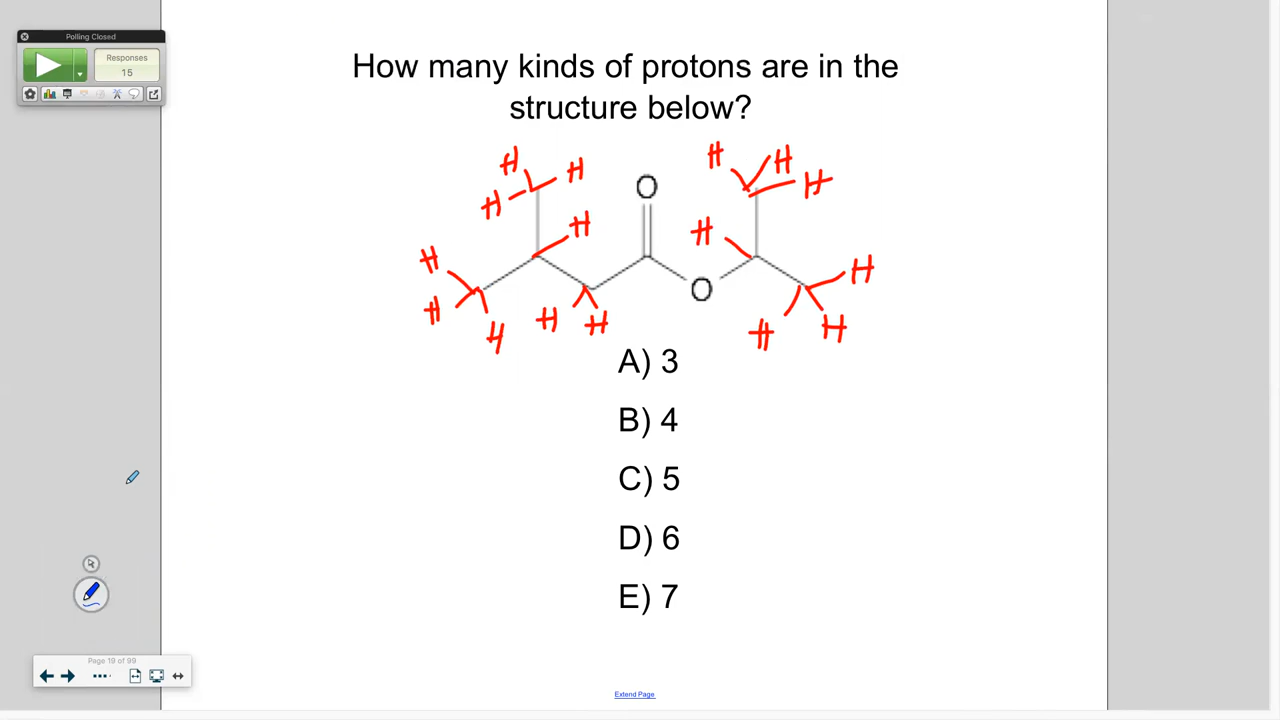 Polling Closed
Responses
15
How many kinds of protons are in the
structure below?
H H H
H H H
O
H H H
H H
O
H H H H
H H H
A) 3
B) 4
C) 5
D) 6
E) 7
Page 19 of 99
Extend Page